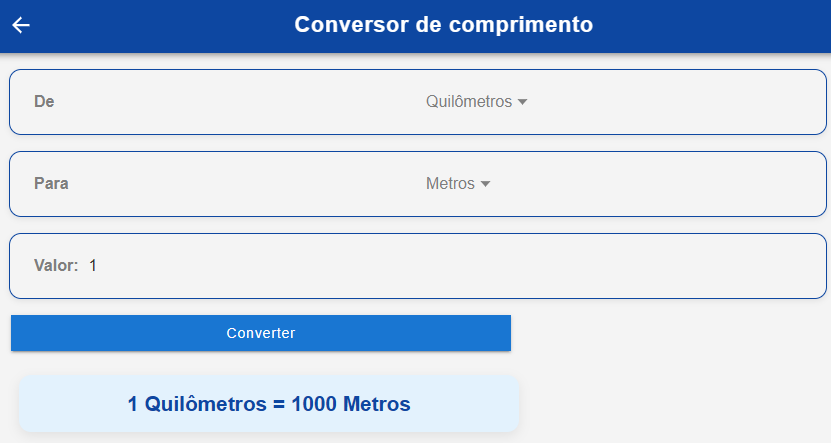 Conversor de comprimento
De Quilômetros
Para Metros
Valor: 1
Converter
1 Quilômetros = 1000 Metros